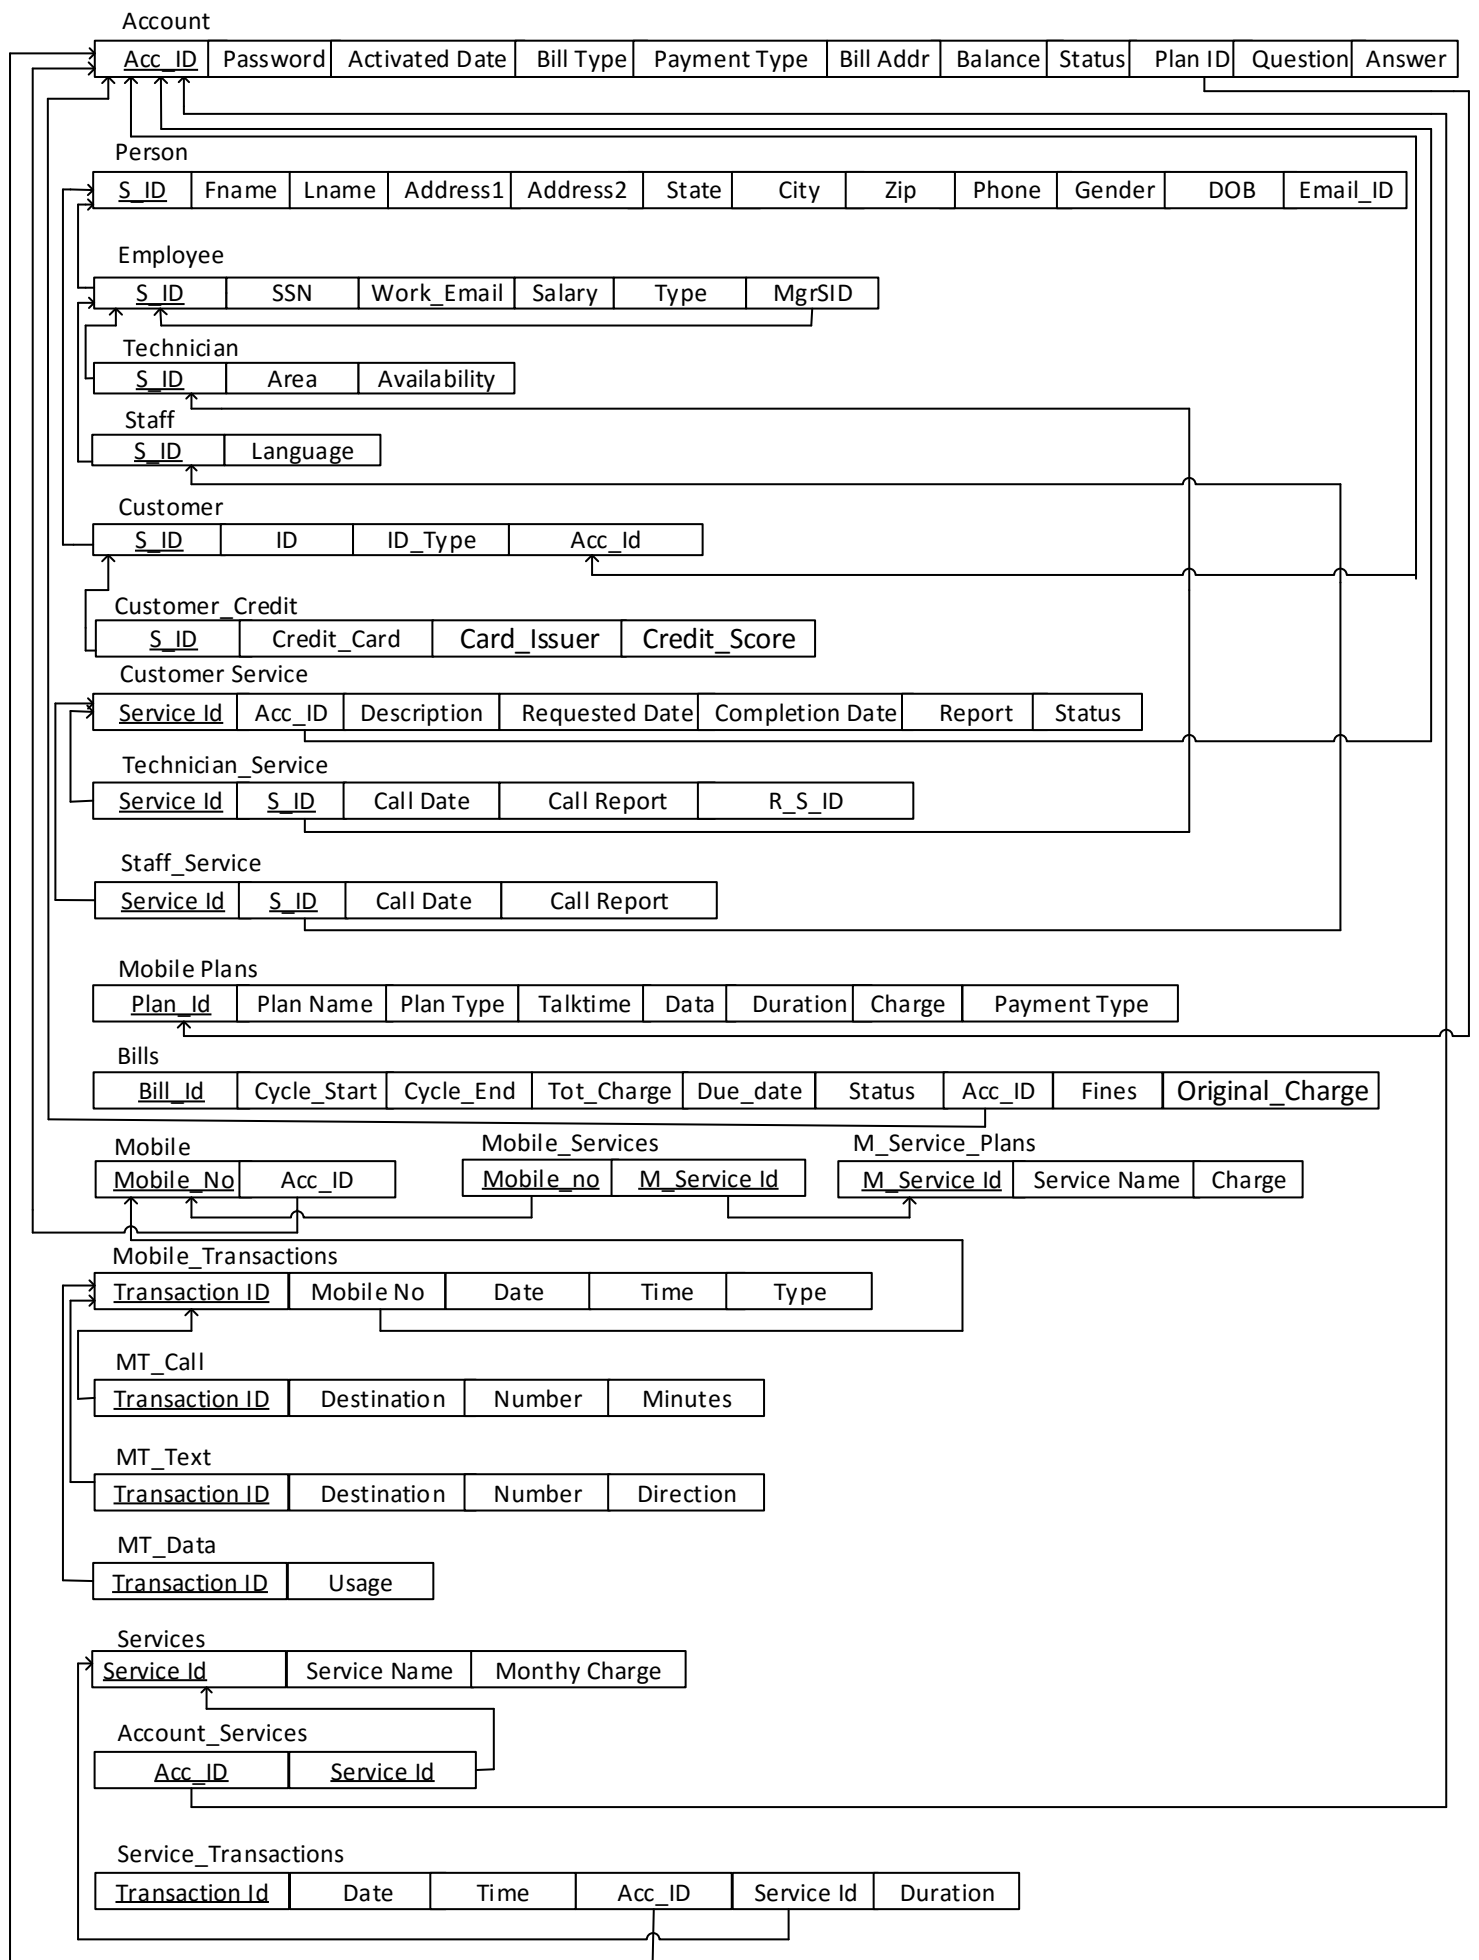 Account
Acc_ID Password Activated Date Bill Type Payment Type Bill Addr Balance Status Plan ID Question Answer
Person
S_ID Fname Lname Address1 Address2 State City Zip Phone Gender DOB Email_ID
Employee
S_ID SSN Work_Email Salary Type MgrSID
Technician
S_ID Area Availability
Staff
S_ID Language
Customer
S_ID ID ID_Type Acc_Id
Customer_Credit
S_ID Credit_Card Card_Issuer Credit_Score
Customer Service
Service Id Acc_ID Description Requested Date Completion Date Report Status
Technician_Service
Service Id S_ID Call Date Call Report R_S_ID
Staff_Service
Service Id S_ID Call Date Call Report
Mobile Plans
Plan_Id Plan Name Plan Type Talktime Data Duration Charge Payment Type
Bills
Bill_Id Cycle_Start Cycle_End Tot_Charge Due_date Status Acc_ID Fines Original_Charge
Mobile Mobile_Services M_Service_Plans
Mobile_No Acc_ID Mobile_no M_Service Id M_Service Id Service Name Charge
Mobile_Transactions
Transaction ID Mobile No Date Time Type
MT_Call
Transaction ID Destination Number Minutes
MT_Text
Transaction ID Destination Number Direction
MT_Data
Transaction ID Usage
Services
Service Id Service Name Monthy Charge
Account_Services
Acc_ID Service Id
Service_Transactions
Transaction Id Date Time Acc_ID Service Id Duration